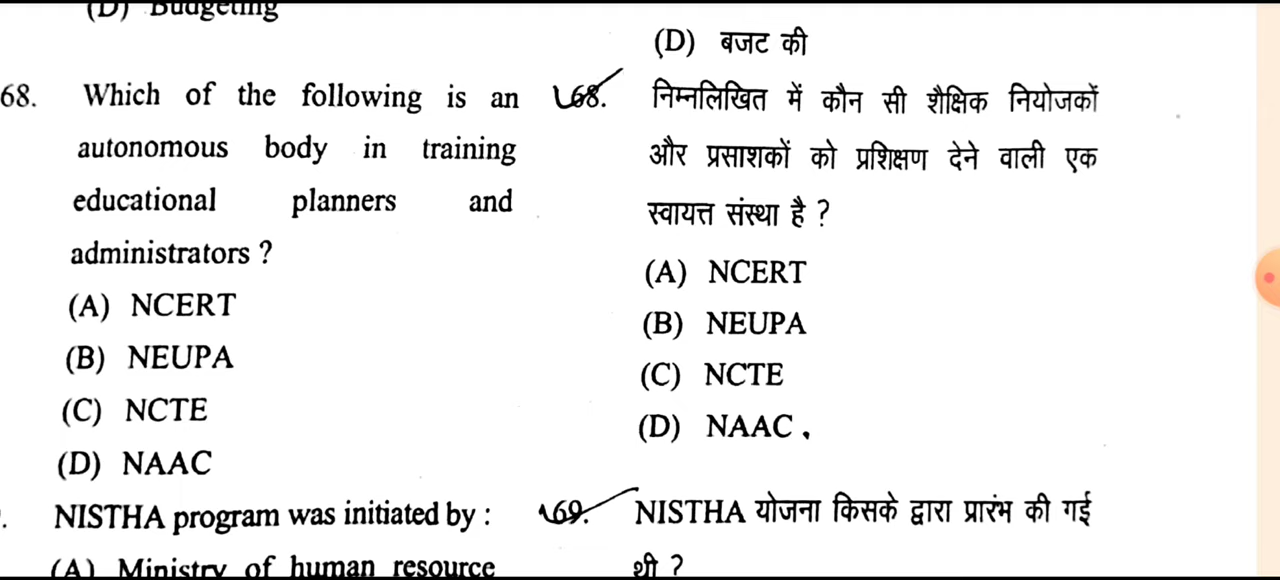 (D) Budgeting
68. Which of the following is an
autonomous body in training
educational planners and
administrators ?
(A) NCERT
(B) NEUPA
(C) NCTE
(D) NAAC
NISTHA program was initiated by :
(A) Ministry of human resource
(D) बजट की
68. निम्नलिखित में कौन सी शैक्षिक नियोजकों
और प्रसाशकों को प्रशिक्षण देने वाली एक
स्वायत्त संस्था है ?
(A) NCERT
(B) NEUPA
(C) NCTE
(D) NAAC
69. NISTHA योजना किसके द्वारा प्रारंभ की गई
थी ?